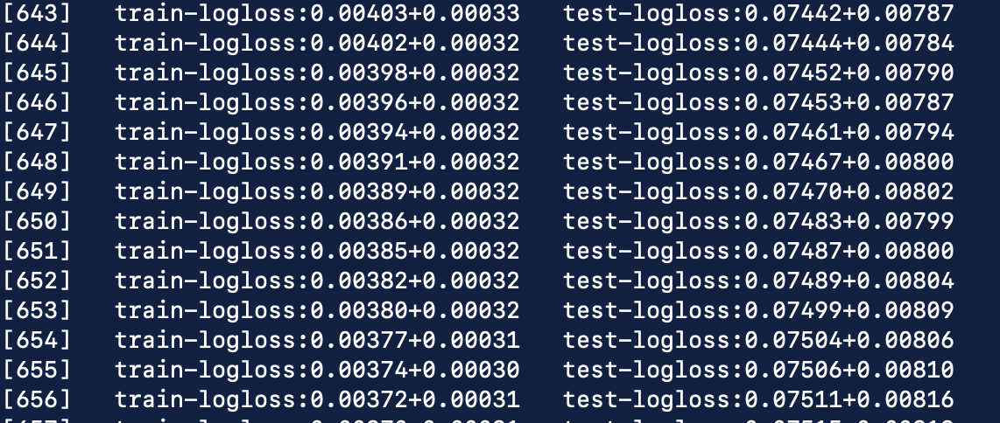 [643] train-logloss:0.00403+0.00033 test-logloss:0.07442+0.00787
[644] train-logloss:0.00402+0.00032 test-logloss:0.07444+0.00784
[645] train-logloss:0.00398+0.00032 test-logloss:0.07452+0.00790
[646] train-logloss:0.00396+0.00032 test-logloss:0.07453+0.00787
[647] train-logloss:0.00394+0.00032 test-logloss:0.07461+0.00794
[648] train-logloss:0.00391+0.00032 test-logloss:0.07467+0.00800
[649] train-logloss:0.00389+0.00032 test-logloss:0.07470+0.00802
[650] train-logloss:0.00386+0.00032 test-logloss:0.07483+0.00799
[651] train-logloss:0.00385+0.00032 test-logloss:0.07487+0.00800
[652] train-logloss:0.00382+0.00032 test-logloss:0.07489+0.00804
[653] train-logloss:0.00380+0.00032 test-logloss:0.07499+0.00809
[654] train-logloss:0.00377+0.00031 test-logloss:0.07504+0.00806
[655] train-logloss:0.00374+0.00030 test-logloss:0.07506+0.00810
[656] train-logloss:0.00372+0.00031 test-logloss:0.07511+0.00816